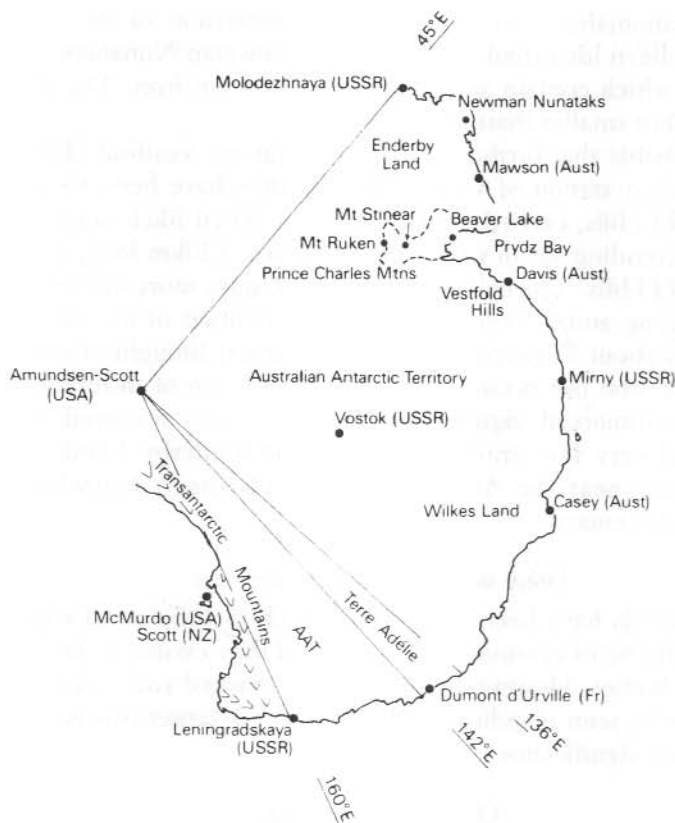 45°E
Molodezhnaya (USSR)
Newman Nunataks
Enderby
Land
Mawson (Aust)
Mt Stinear
Beaver Lake
Mt Ruken
Prydz Bay
Prince Charles Mtns
Davis (Aust)
Vestfold
Hills
Amundsen-Scott
(USA)
Australian Antarctic Territory
Mirny (USSR)
Vostok (USSR)
Transantarctic
Mountains
Wilkes Land
Casey (Aust)
McMurdo (USA)
Scott (NZ)
AAT
Terre Adélie
Dumont d'Urville (Fr)
Leningradskaya
(USSR)
136°E
142°E
160°E